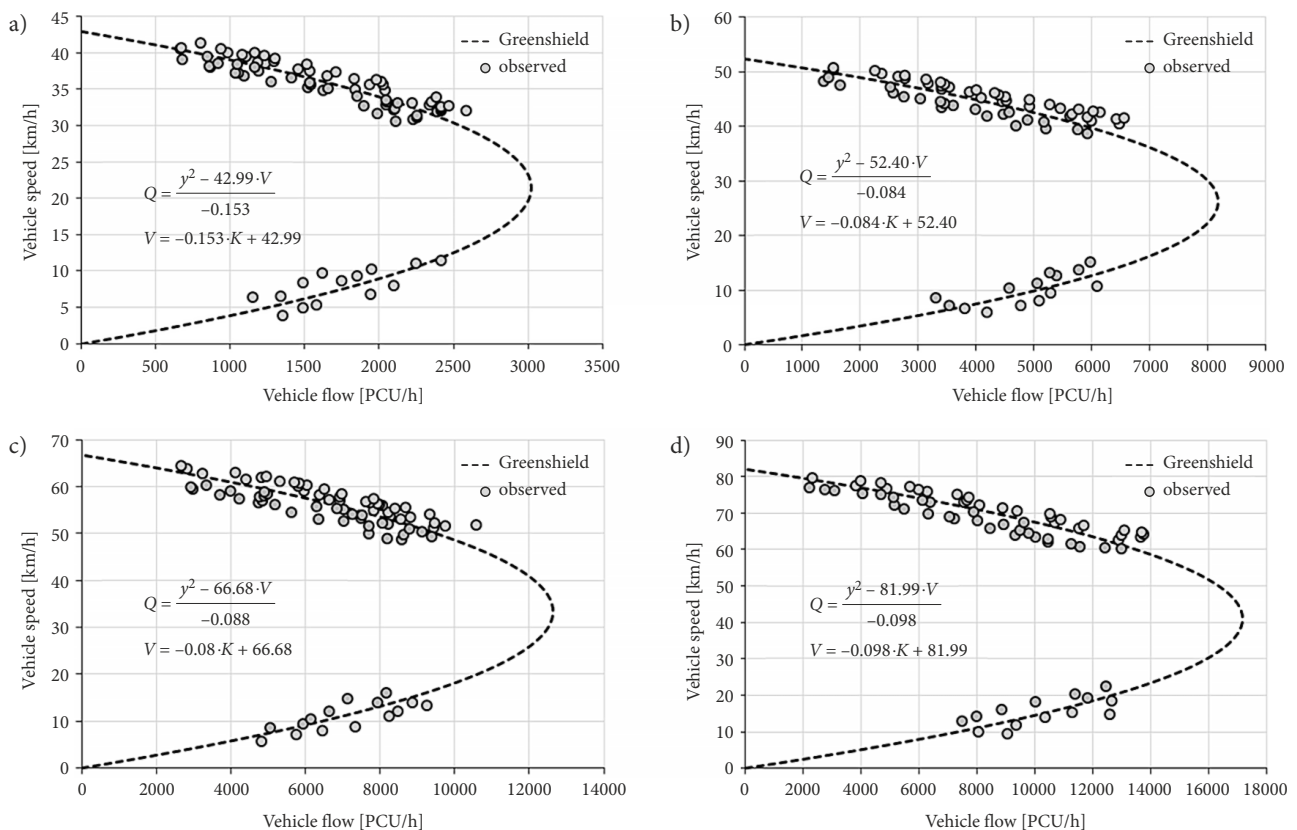 a)
Vehicle speed [km/h]
45
40
35
30
25
20
15
10
5
0
---- Greenshield
observed
Q = (y² – 42.99·V) / –0.153
V = –0.153·K + 42.99
0 500 1000 1500 2000 2500 3000 3500
Vehicle flow [PCU/h]
b)
Vehicle speed [km/h]
60
50
40
30
20
10
0
---- Greenshield
observed
Q = (y² – 52.40·V) / –0.084
V = –0.084·K + 52.40
0 1000 2000 3000 4000 5000 6000 7000 8000 9000
Vehicle flow [PCU/h]
c)
Vehicle speed [km/h]
70
60
50
40
30
20
10
0
---- Greenshield
observed
Q = (y² – 66.68·V) / –0.088
V = –0.08·K + 66.68
0 2000 4000 6000 8000 10000 12000 14000
Vehicle flow [PCU/h]
d)
Vehicle speed [km/h]
90
80
70
60
50
40
30
20
10
0
---- Greenshield
observed
Q = (y² – 81.99·V) / –0.098
V = –0.098·K + 81.99
0 2000 4000 6000 8000 10000 12000 14000 16000 18000
Vehicle flow [PCU/h]